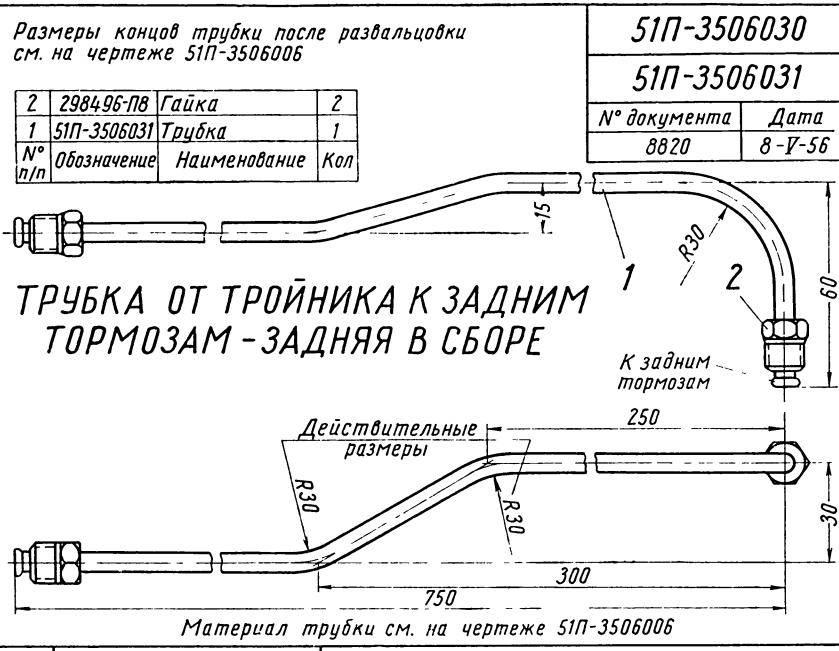 Размеры концов трубки после развальцовки
см. на чертеже 51П-3506006
51П-3506030
51П-3506031
№ документа Дата
8820 8-V-56
2 298496-П8 Гайка 2
1 51П-3506031 Трубка 1
№ п/п Обозначение Наименование Кол
15
R30
1
2
60
ТРУБКА ОТ ТРОЙНИКА К ЗАДНИМ
ТОРМОЗАМ-ЗАДНЯЯ В СБОРЕ
К задним
тормозам
250
Действительные
размеры
R30
R30
30
300
750
Материал трубки см. на чертеже 51П-3506006